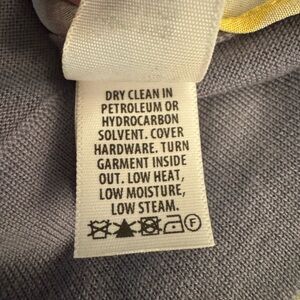 DRY CLEAN IN
PETROLEUM OR
HYDROCARBON
SOLVENT. COVER
HARDWARE. TURN
GARMENT INSIDE
OUT. LOW HEAT,
LOW MOISTURE,
LOW STEAM.
F